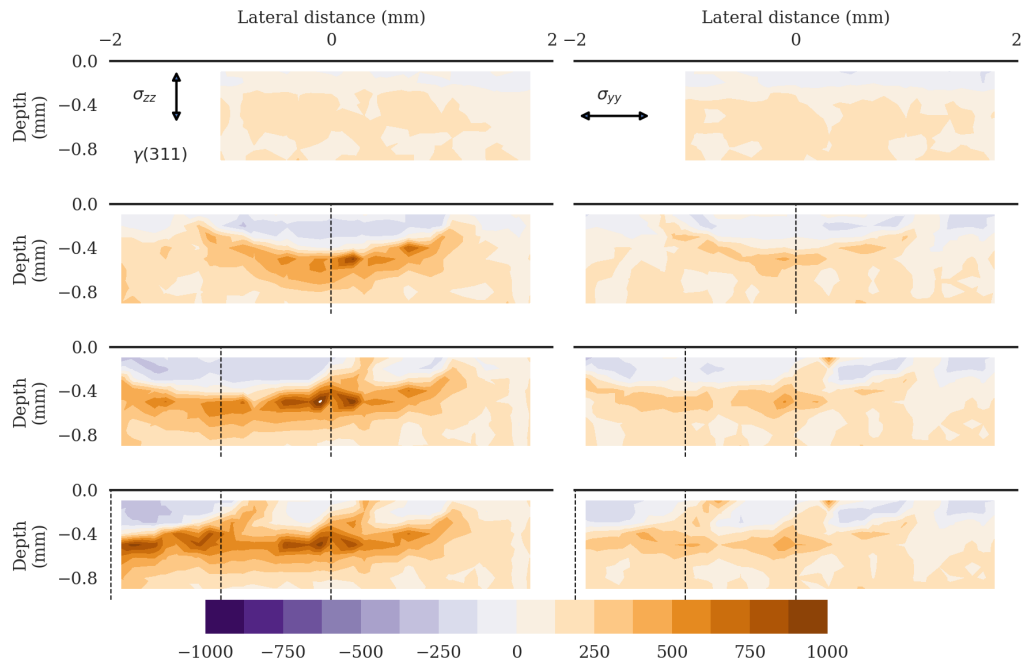 Lateral distance (mm) Lateral distance (mm)
−2 0 2 −2 0 2
0.0
σzz σyy
−0.4
Depth
(mm)
γ(311)
−0.8
0.0
−0.4
Depth
(mm)
−0.8
0.0
−0.4
Depth
(mm)
−0.8
0.0
−0.4
Depth
(mm)
−0.8
−1000 −750 −500 −250 0 250 500 750 1000